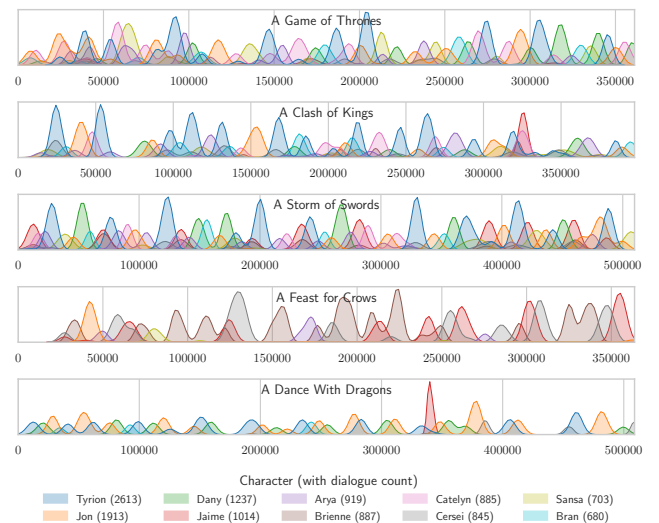 A Game of Thrones
0 50000 100000 150000 200000 250000 300000 350000
A Clash of Kings
0 50000 100000 150000 200000 250000 300000 350000
A Storm of Swords
0 100000 200000 300000 400000 500000
A Feast for Crows
0 50000 100000 150000 200000 250000 300000 350000
A Dance With Dragons
0 100000 200000 300000 400000 500000
Character (with dialogue count)
Tyrion (2613) Dany (1237) Arya (919) Catelyn (885) Sansa (703)
Jon (1913) Jaime (1014) Brienne (887) Cersei (845) Bran (680)